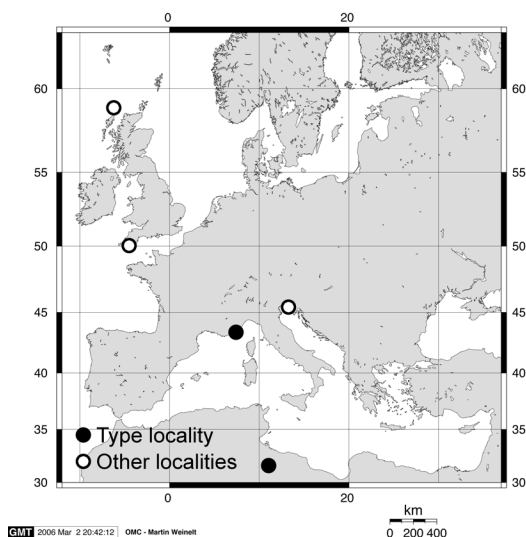 0 20
60 60
55 55
50 50
45 45
40 40
35 35
Type locality
Other localities
30 30
0 20
km
0 200 400
GMT 2006 Mar 2 20:42:12 OMC - Martin Weinelt